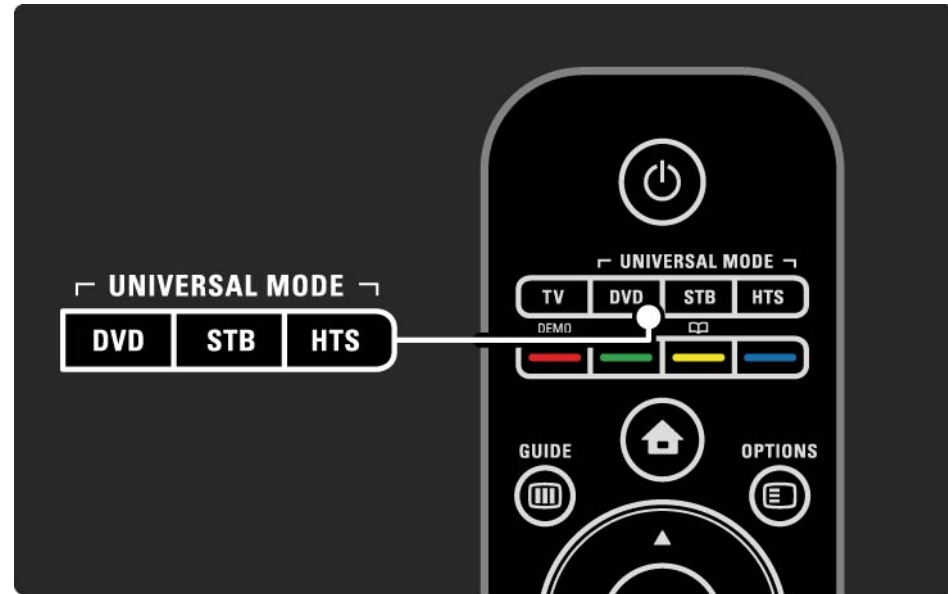 UNIVERSAL MODE
DVD STB HTS
UNIVERSAL MODE
TV DVD STB HTS
DEMO
GUIDE OPTIONS